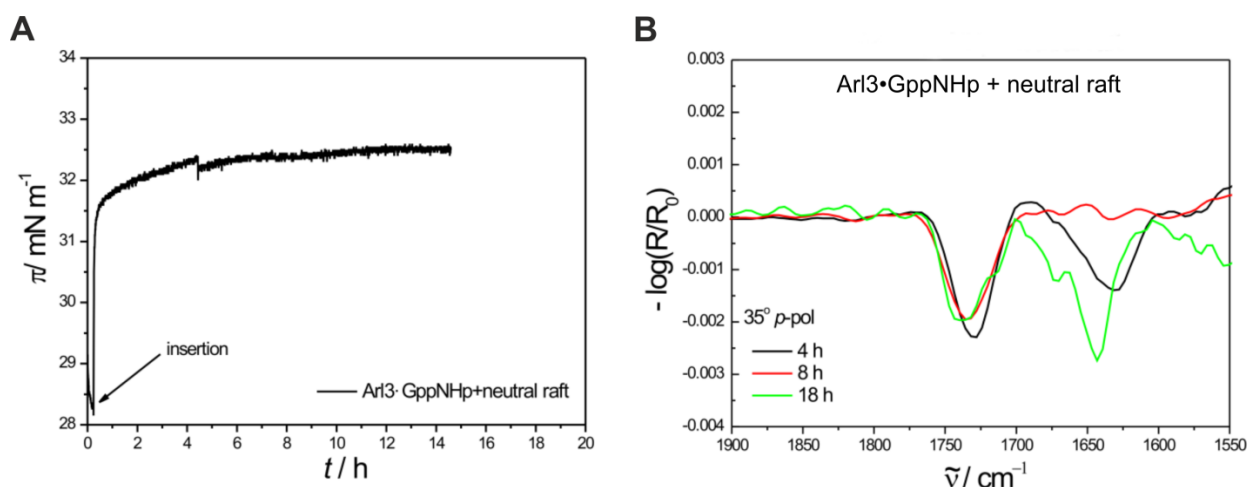 A
π/ mN m⁻¹
34
33
32
31
30
29
28
insertion
Arl3· GppNHp+neutral raft
0 2 4 6 8 10 12 14 16 18 20
t / h
B
- log(R/R₀)
0.003
0.002
0.001
0.000
-0.001
-0.002
-0.003
-0.004
Arl3•GppNHp + neutral raft
35° p-pol
4 h
8 h
18 h
1900 1850 1800 1750 1700 1650 1600 1550
ṽ / cm⁻¹